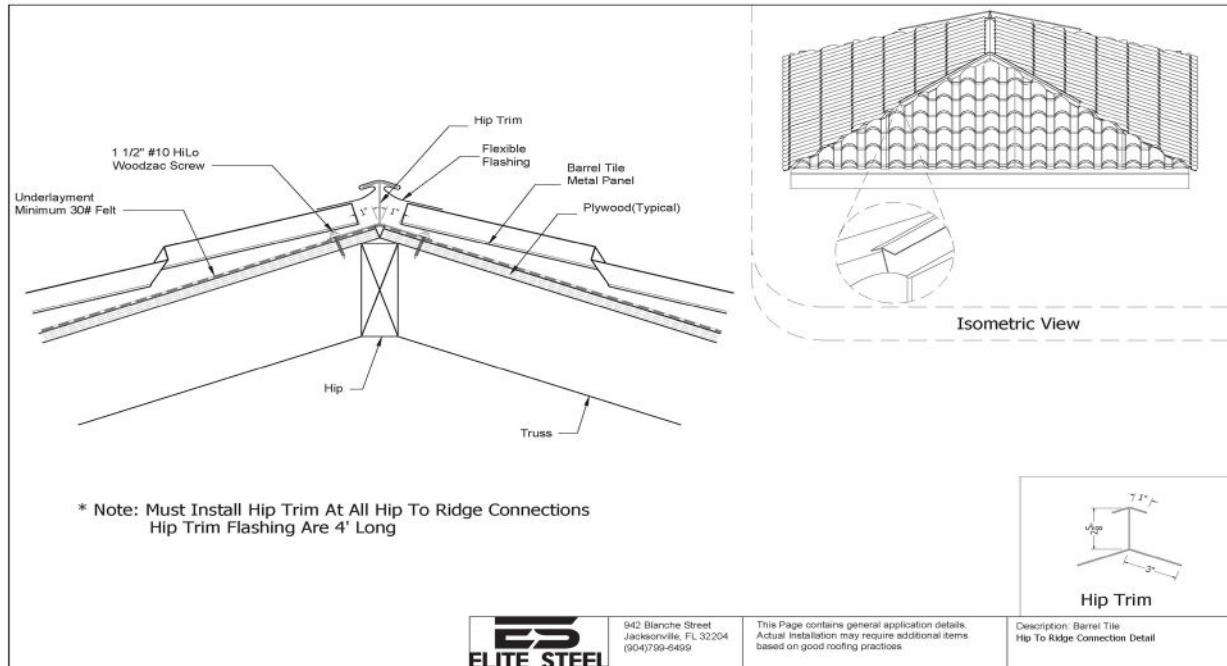 Hip Trim
1 1/2" #10 HiLo
Woodzac Screw
Flexible
Flashing
Barrel Tile
Metal Panel
Underlayment
Minimum 30# Felt
Plywood(Typical)
1" 1"
Isometric View
Hip
Truss
* Note: Must Install Hip Trim At All Hip To Ridge Connections
Hip Trim Flashing Are 4' Long
1"
3"
Hip Trim
ES
ELITE STEEL
942 Blanche Street
Jacksonville, FL 32204
(904)799-6499
This Page contains general application details.
Actual Installation may require additional items
based on good roofing practices
Description: Barrel Tile
Hip To Ridge Connection Detail